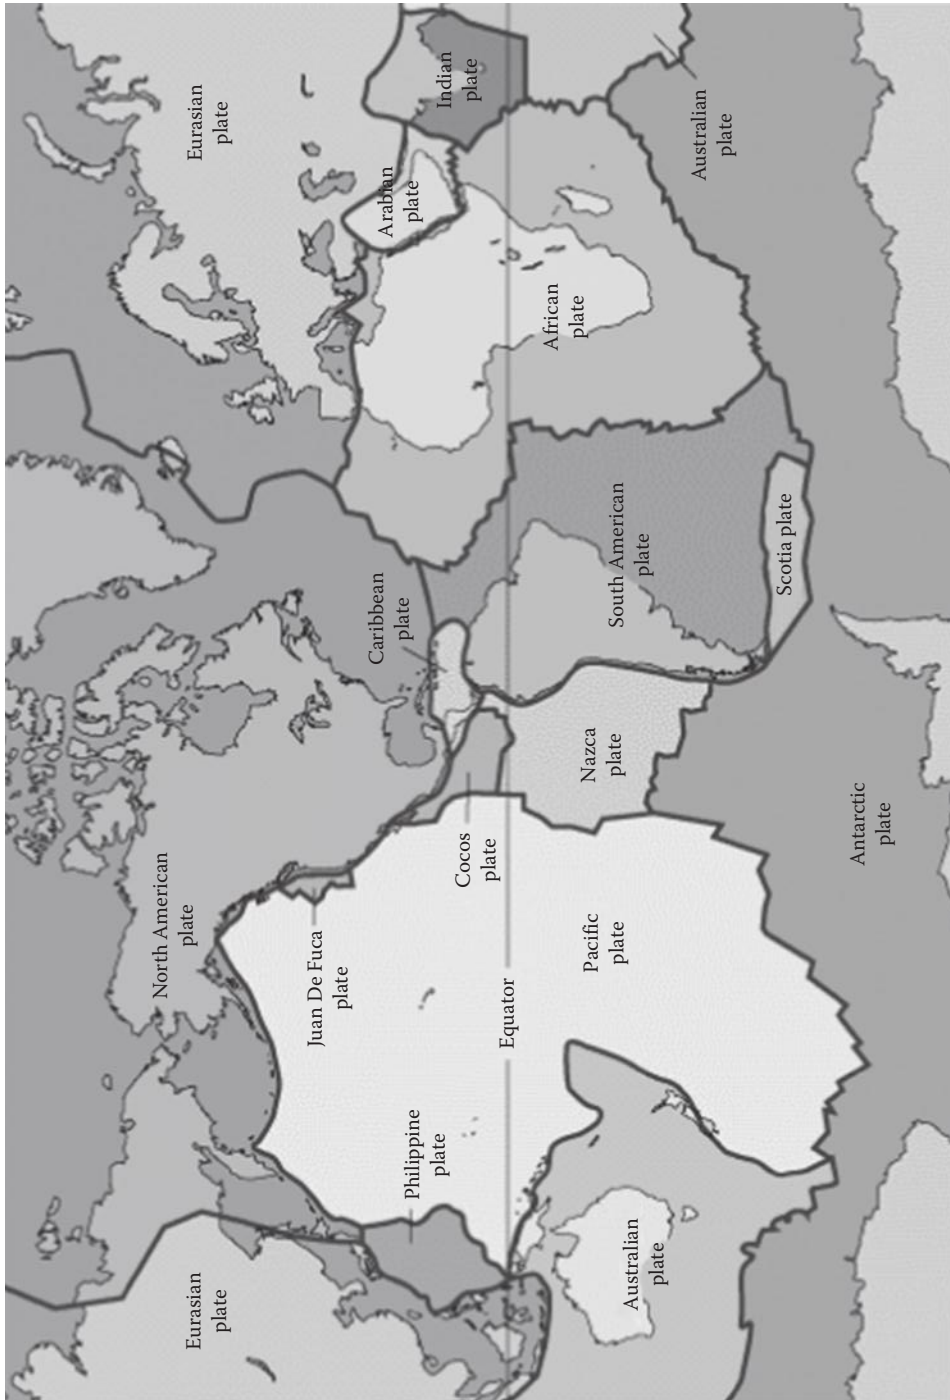 Eurasian
plate
North American
plate
Eurasian
plate
Juan De Fuca
plate
Caribbean
plate
Arabian
plate
Indian
plate
Philippine
plate
Cocos
plate
Equator
African
plate
Pacific
plate
Nazca
plate
South American
plate
Australian
plate
Australian
plate
Scotia plate
Antarctic
plate